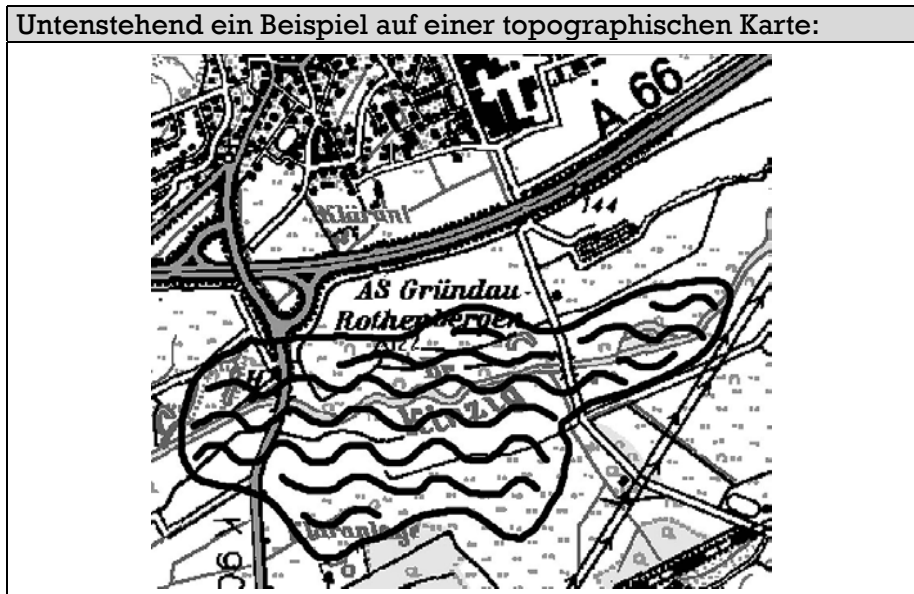 Untenstehend ein Beispiel auf einer topographischen Karte:
A 66
Kläranl
144
AS Gründau-
Rothenbergen
Kinzig
Kläranlage